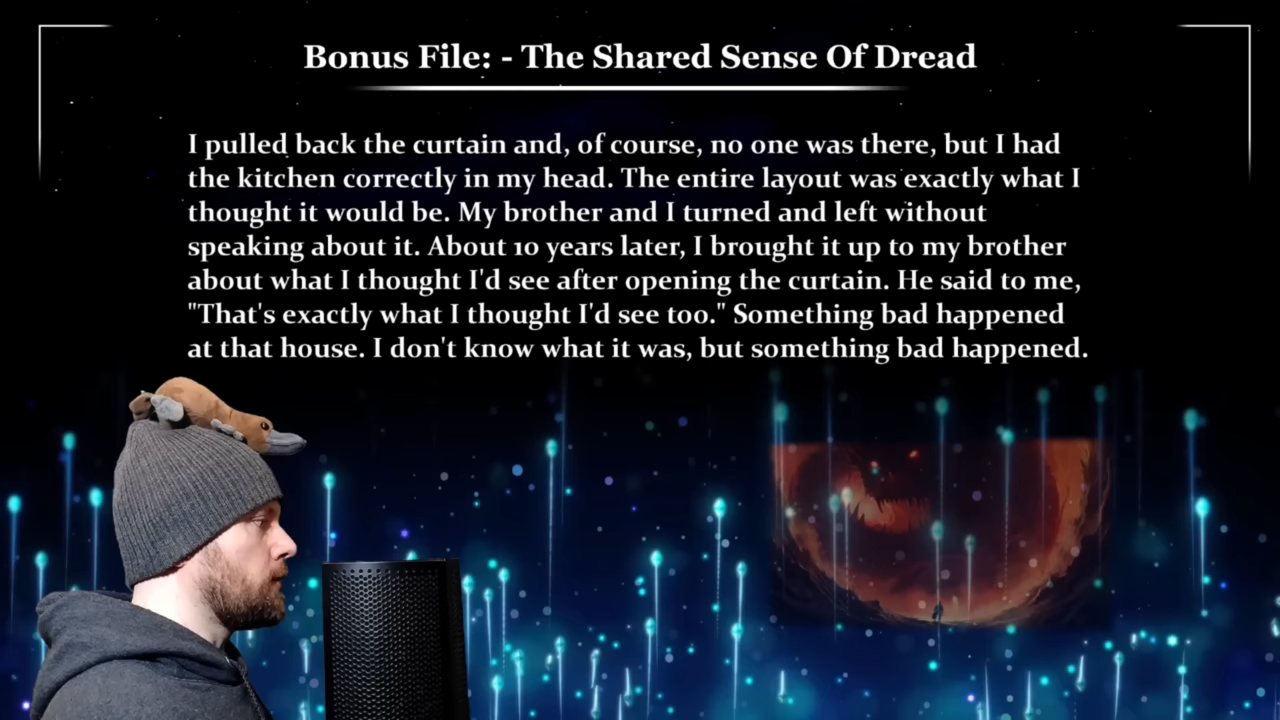 Bonus File: - The Shared Sense Of Dread
I pulled back the curtain and, of course, no one was there, but I had
the kitchen correctly in my head. The entire layout was exactly what I
thought it would be. My brother and I turned and left without
speaking about it. About 10 years later, I brought it up to my brother
about what I thought I'd see after opening the curtain. He said to me,
"That's exactly what I thought I'd see too." Something bad happened
at that house. I don't know what it was, but something bad happened.